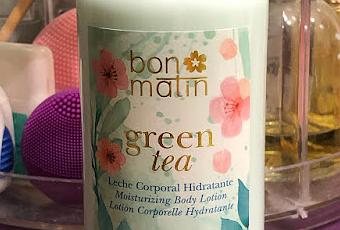 bon
matin
green
tea
Leche Corporal Hidratante
Moisturizing Body Lotion
Lotion Corporelle Hydratante